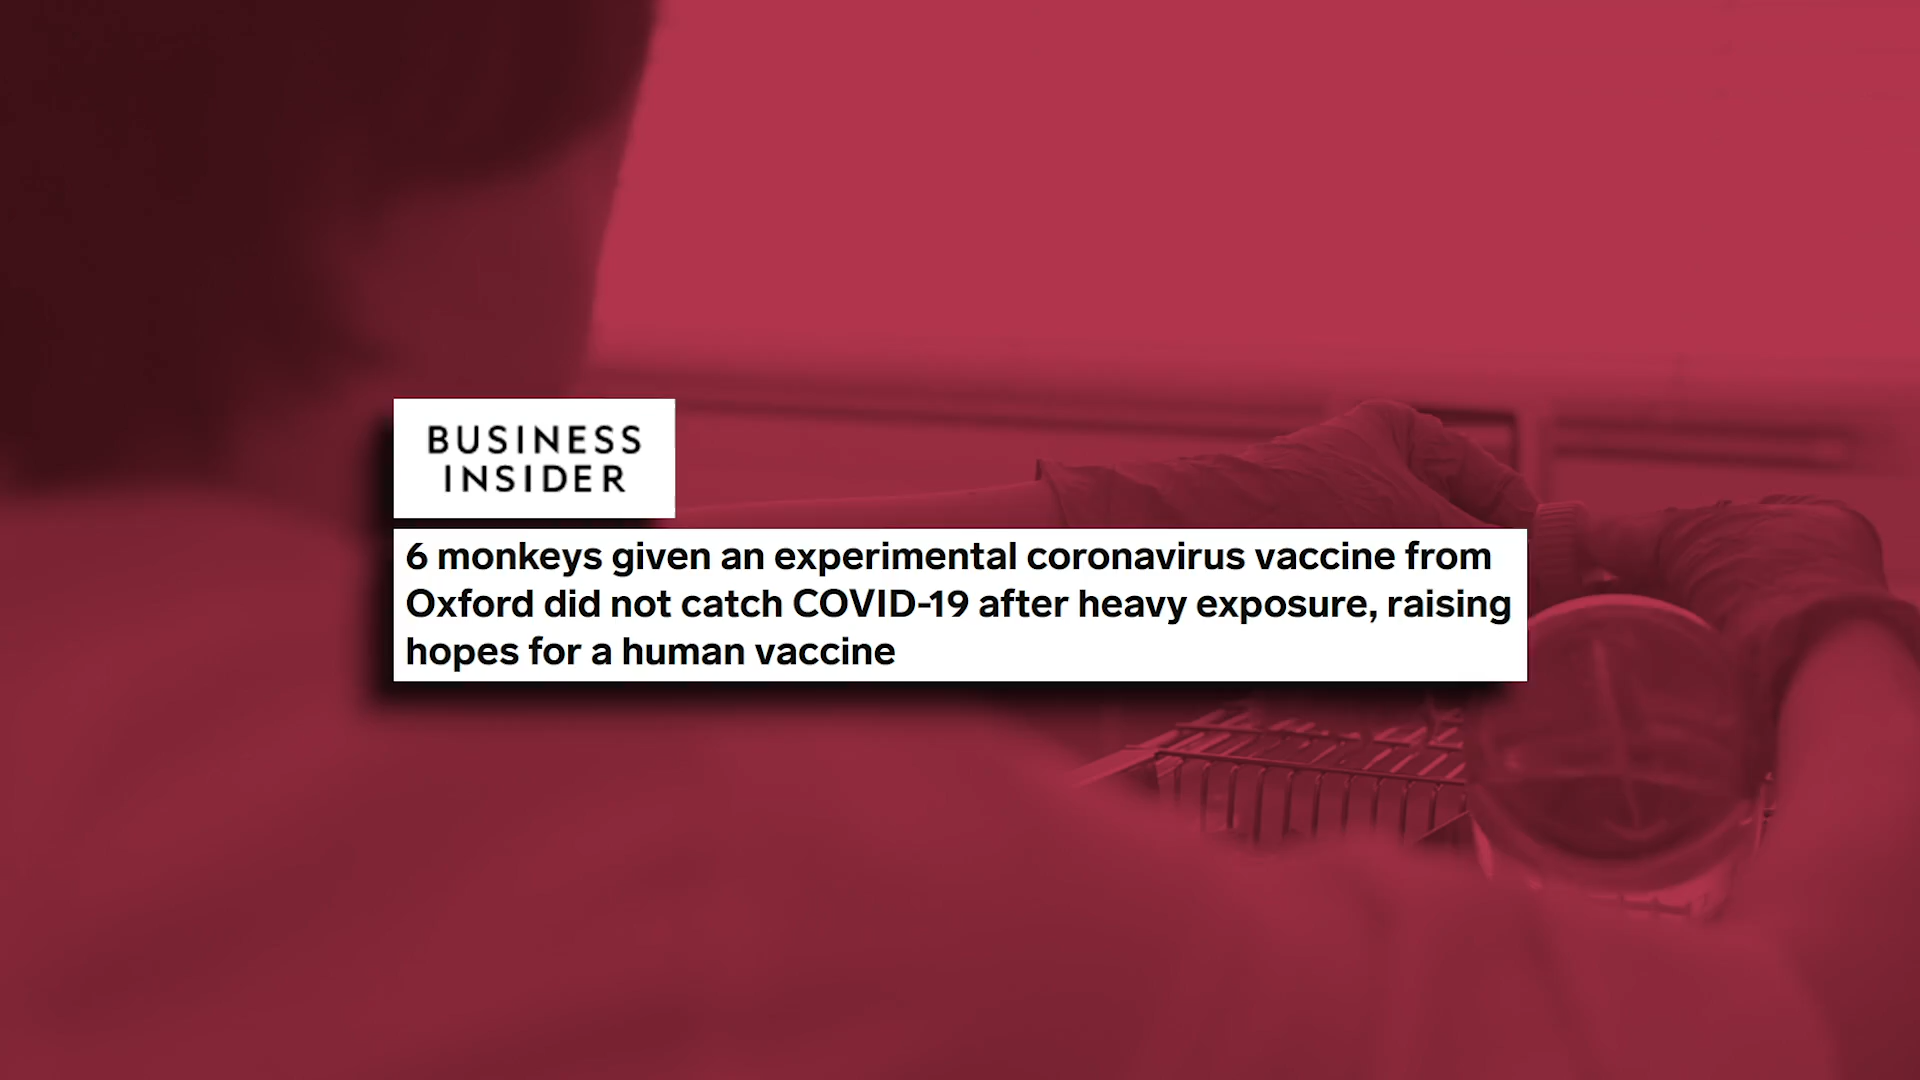 BUSINESS
INSIDER
6 monkeys given an experimental coronavirus vaccine from
Oxford did not catch COVID-19 after heavy exposure, raising
hopes for a human vaccine